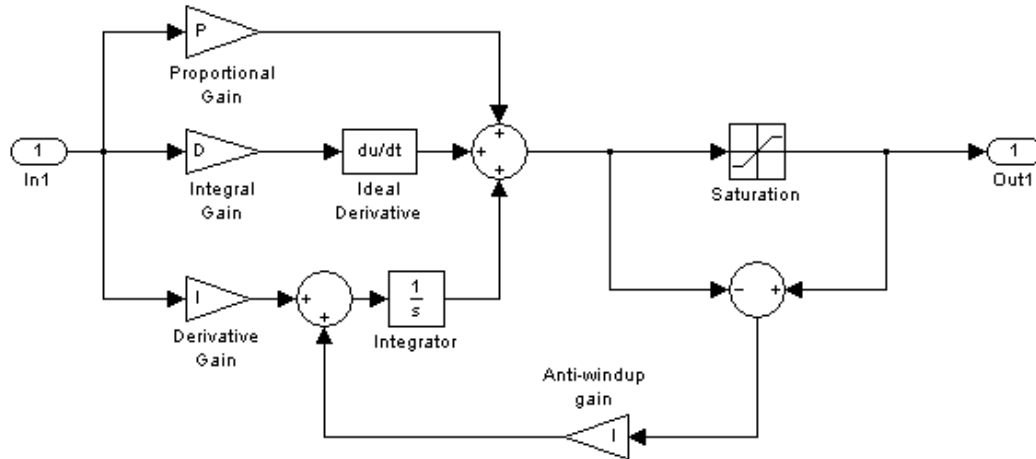 P
Proportional
Gain
1
In1
D
Integral
Gain
du/dt
Ideal
Derivative
+
+
+
Saturation
1
Out1
I
Derivative
Gain
+
+
1
s
Integrator
−
+
Anti-windup
gain
I